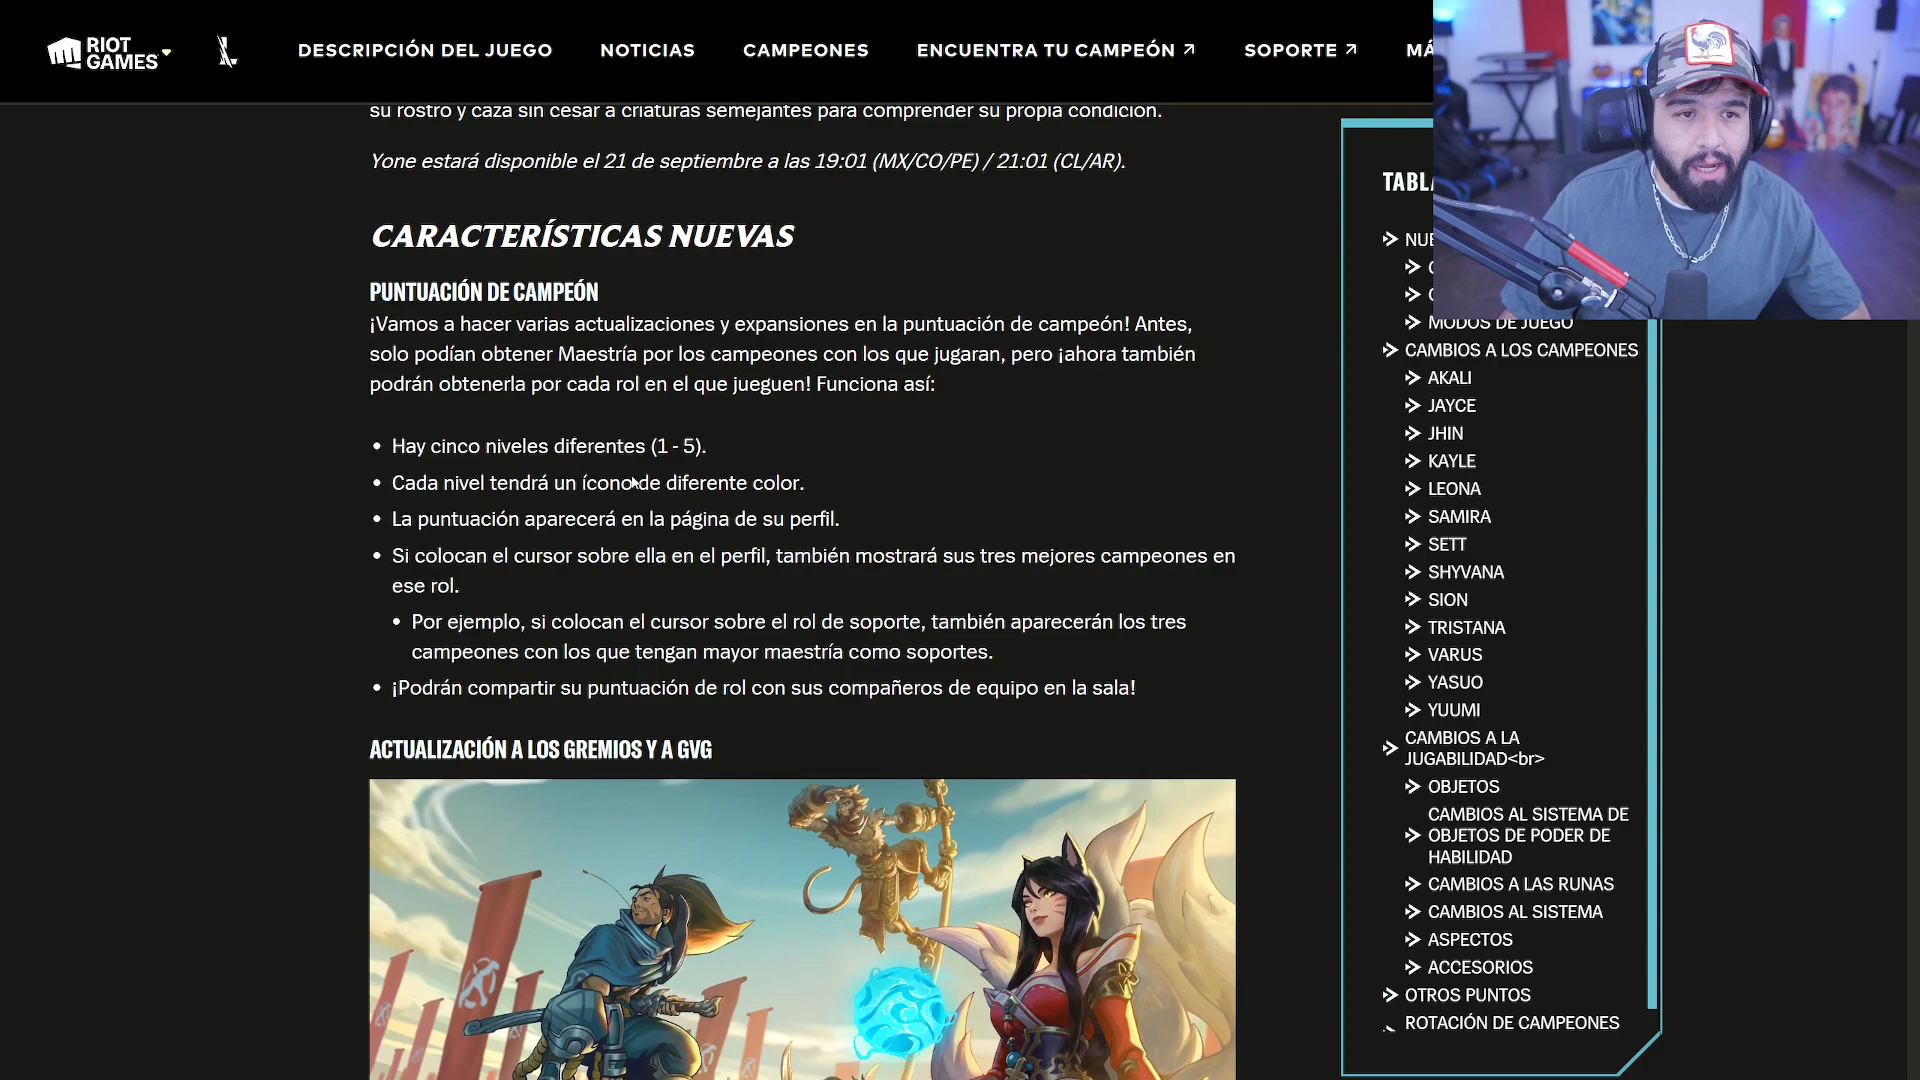 RIOT GAMES
DESCRIPCIÓN DEL JUEGO
NOTICIAS
CAMPEONES
ENCUENTRA TU CAMPEÓN
SOPORTE
su rostro y caza sin cesar a criaturas semejantes para comprender su propia condición.
Yone estará disponible el 21 de septiembre a las 19:01 (MX/CO/PE) / 21:01 (CL/AR).
CARACTERÍSTICAS NUEVAS
PUNTUACIÓN DE CAMPEÓN
¡Vamos a hacer varias actualizaciones y expansiones en la puntuación de campeón! Antes,
solo podían obtener Maestría por los campeones con los que jugaran, pero ¡ahora también
podrán obtenerla por cada rol en el que jueguen! Funciona así:
Hay cinco niveles diferentes (1 - 5).
Cada nivel tendrá un ícono de diferente color.
La puntuación aparecerá en la página de su perfil.
Si colocan el cursor sobre ella en el perfil, también mostrará sus tres mejores campeones en
ese rol.
Por ejemplo, si colocan el cursor sobre el rol de soporte, también aparecerán los tres
campeones con los que tengan mayor maestría como soportes.
¡Podrán compartir su puntuación de rol con sus compañeros de equipo en la sala!
ACTUALIZACIÓN A LOS GREMIOS Y A GVG
MODOS DE JUEGO
CAMBIOS A LOS CAMPEONES
AKALI
JAYCE
JHIN
KAYLE
LEONA
SAMIRA
SETT
SHYVANA
SION
TRISTANA
VARUS
YASUO
YUUMI
CAMBIOS A LA
JUGABILIDAD<br>
OBJETOS
CAMBIOS AL SISTEMA DE
OBJETOS DE PODER DE
HABILIDAD
CAMBIOS A LAS RUNAS
CAMBIOS AL SISTEMA
ASPECTOS
ACCESORIOS
OTROS PUNTOS
ROTACIÓN DE CAMPEONES